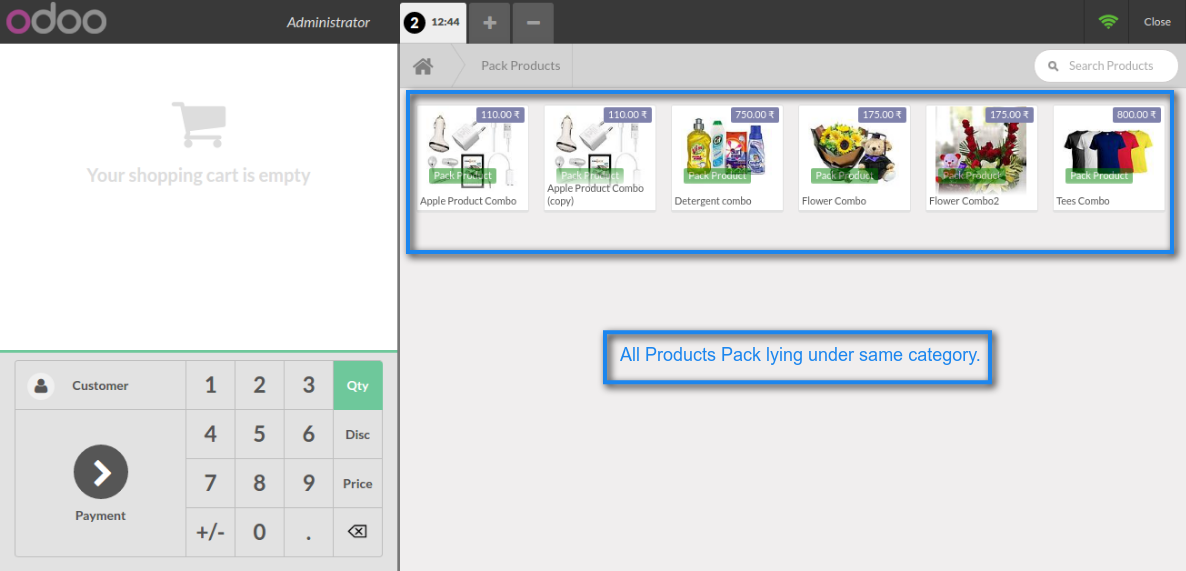 odoo
Administrator
2 12:44
Close
Pack Products
Search Products
Your shopping cart is empty
110.00 ₹
Pack Product
Apple Product Combo
110.00 ₹
Pack Product
Apple Product Combo
(copy)
750.00 ₹
Pack Product
Detergent combo
175.00 ₹
Pack Product
Flower Combo
175.00 ₹
Pack Product
Flower Combo2
800.00 ₹
Pack Product
Tees Combo
All Products Pack lying under same category.
Customer
1 2 3 Qty
4 5 6 Disc
7 8 9 Price
Payment
+/- 0 .